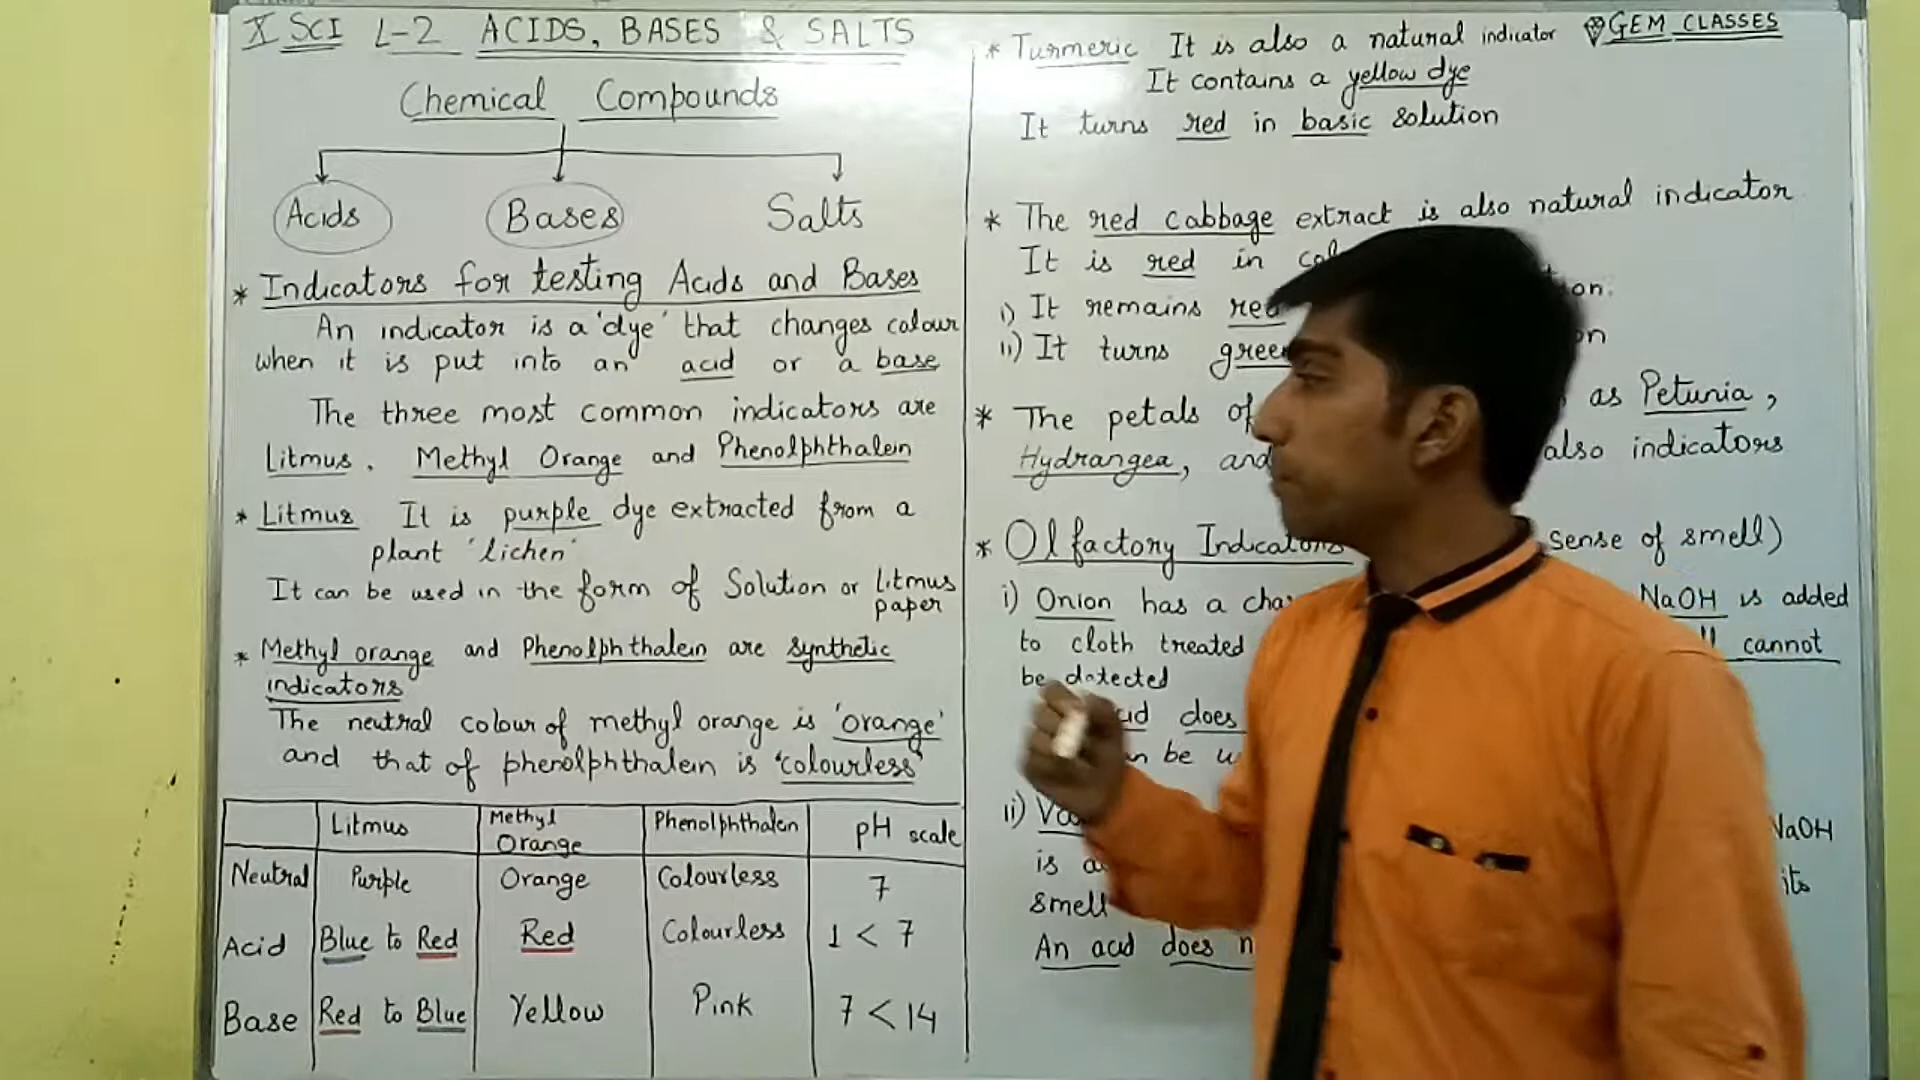 X SCI L-2 ACIDS, BASES & SALTS
Chemical Compounds
Acids Bases Salts
* Indicators for testing Acids and Bases
An indicator is a 'dye' that changes colour
when it is put into an acid or a base
The three most common indicators are
Litmus, Methyl Orange and Phenolphthalein
* Litmus It is purple dye extracted from a
plant 'lichen'
It can be used in the form of Solution or Litmus
paper
* Methyl orange and Phenolphthalein are synthetic
indicators
The neutral colour of methyl orange is 'orange'
and that of phenolphthalein is 'colourless'
Litmus Methyl Orange Phenolphthalen pH scale
Neutral Purple Orange Colourless 7
Acid Blue to Red Red Colourless 1 < 7
Base Red to Blue Yellow Pink 7 < 14
GEM CLASSES
* Turmeric It is also a natural indicator
It contains a yellow dye
It turns red in basic solution
* The red cabbage extract is also natural indicator
It is red in
i) It remains
ii) It turns
* The petals of as Petunia,
Hydrangea, and also indicators
* Olfactory Indicators sense of smell)
i) Onion has a NaOH is added
to cloth treated cannot
be detected
does
be
ii) NaOH
is its
smell
An acid does